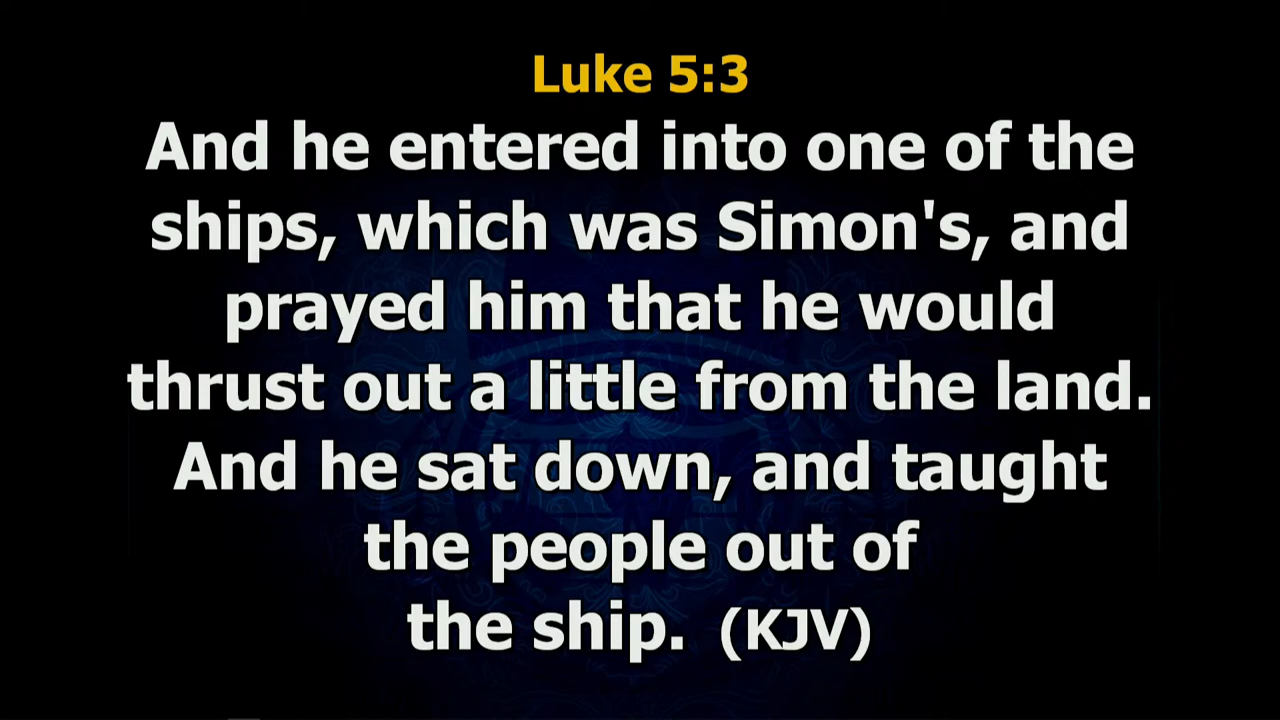 Luke 5:3
And he entered into one of the
ships, which was Simon's, and
prayed him that he would
thrust out a little from the land.
And he sat down, and taught
the people out of
the ship. (KJV)